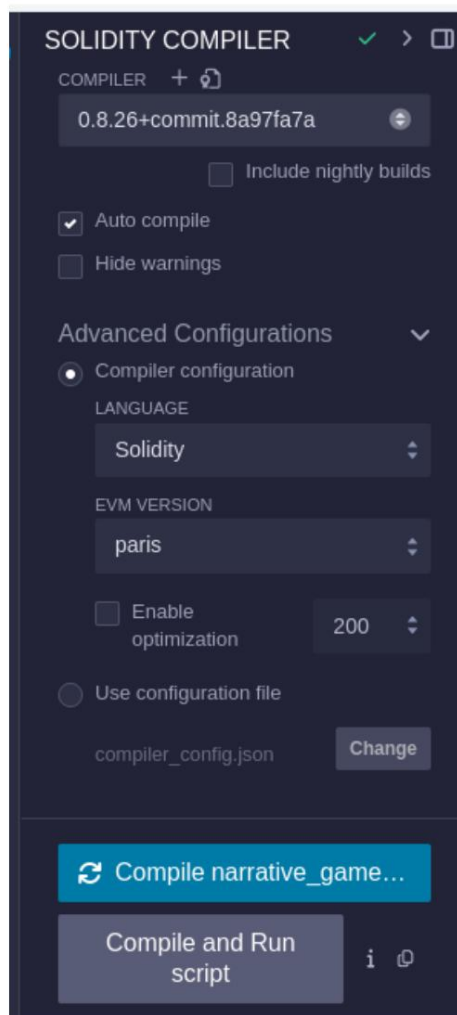 SOLIDITY COMPILER
COMPILER
0.8.26+commit.8a97fa7a
Include nightly builds
Auto compile
Hide warnings
Advanced Configurations
Compiler configuration
LANGUAGE
Solidity
EVM VERSION
paris
Enable
optimization
200
Use configuration file
compiler_config.json
Change
Compile narrative_game...
Compile and Run
script